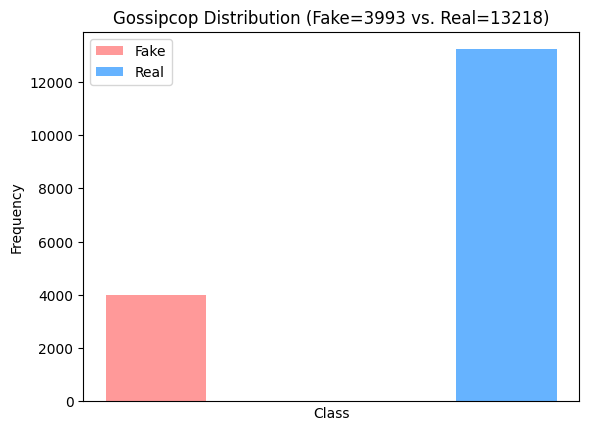 Gossipcop Distribution (Fake=3993 vs. Real=13218)
Fake
Real
12000
10000
8000
6000
4000
2000
0
Frequency
Class